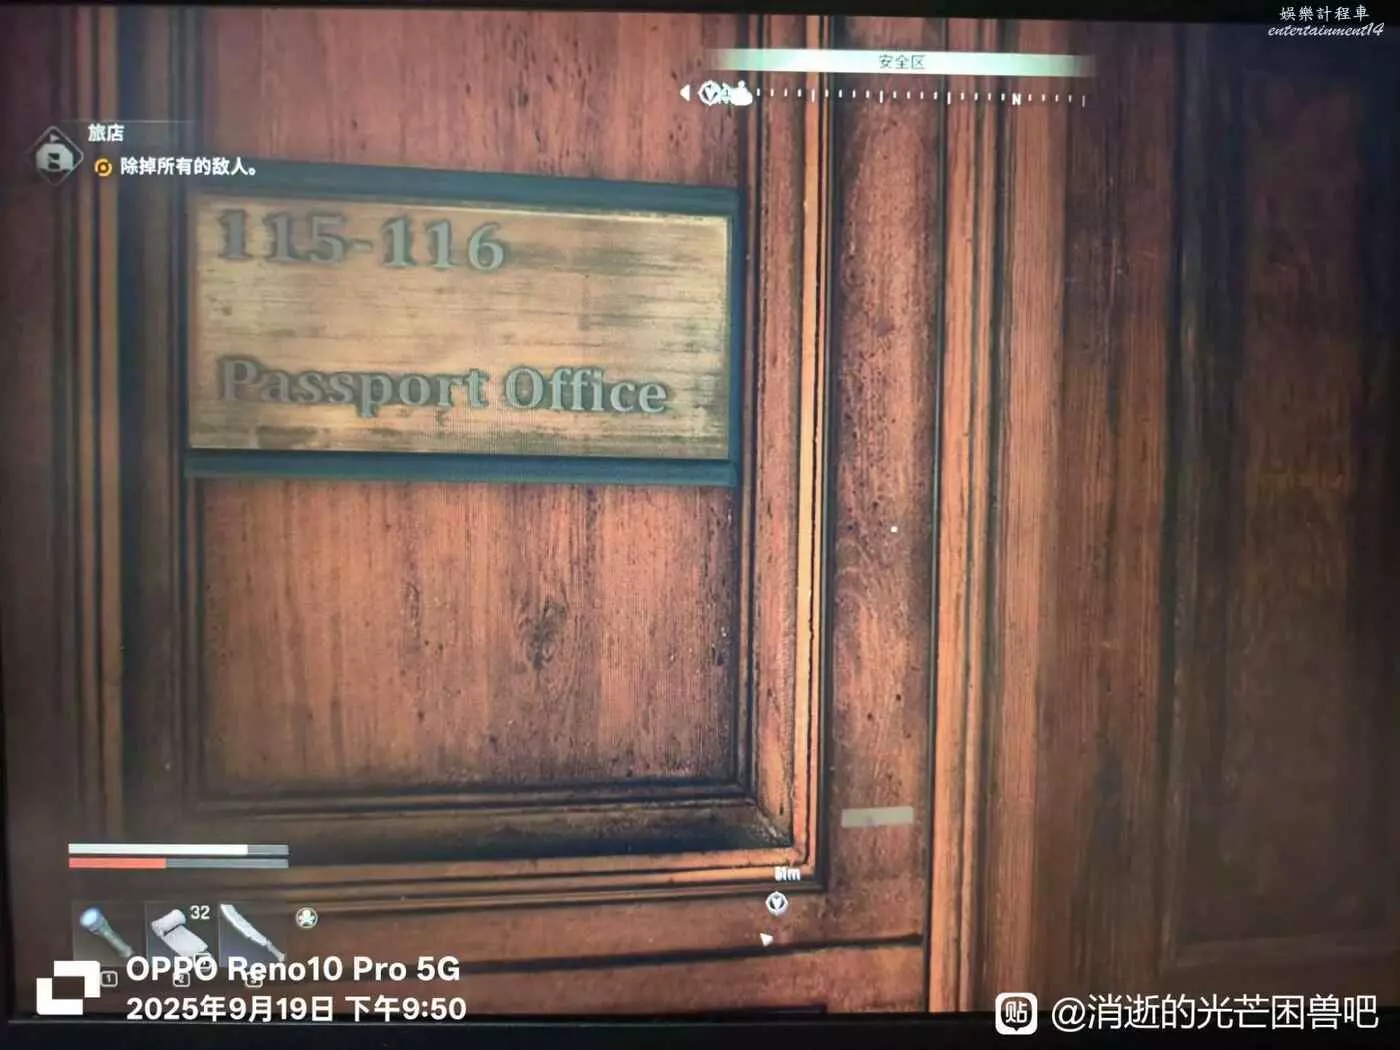 娛樂計程車
entertainment14
安全区
N
旅店
除掉所有的敌人。
115-116
Passport Office
32
1
OPPO Reno10 Pro 5G
2025年9月19日 下午9:50
贴 @消逝的光芒困兽吧